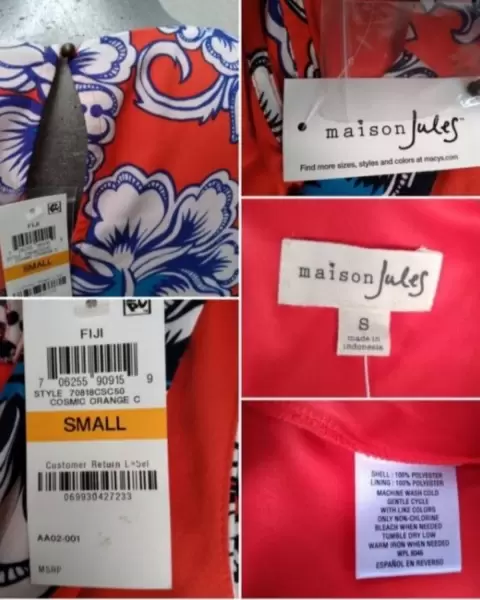 FIJI
SMALL
maison Jules
Find more sizes, styles and colors at macys.com
maison Jules
S
made in
indonesia
FIJI
7 06255 90915 9
STYLE 70818CSC50
COSMIC ORANGE C
SMALL
Customer Return Label
069930427233
AA02-001
MSRP
SHELL : 100% POLYESTER
LINING : 100% POLYESTER
MACHINE WASH COLD
GENTLE CYCLE
WITH LIKE COLORS
ONLY NON-CHLORINE
BLEACH WHEN NEEDED
TUMBLE DRY LOW
WARM IRON WHEN NEEDED
ESPAÑOL EN REVERSO